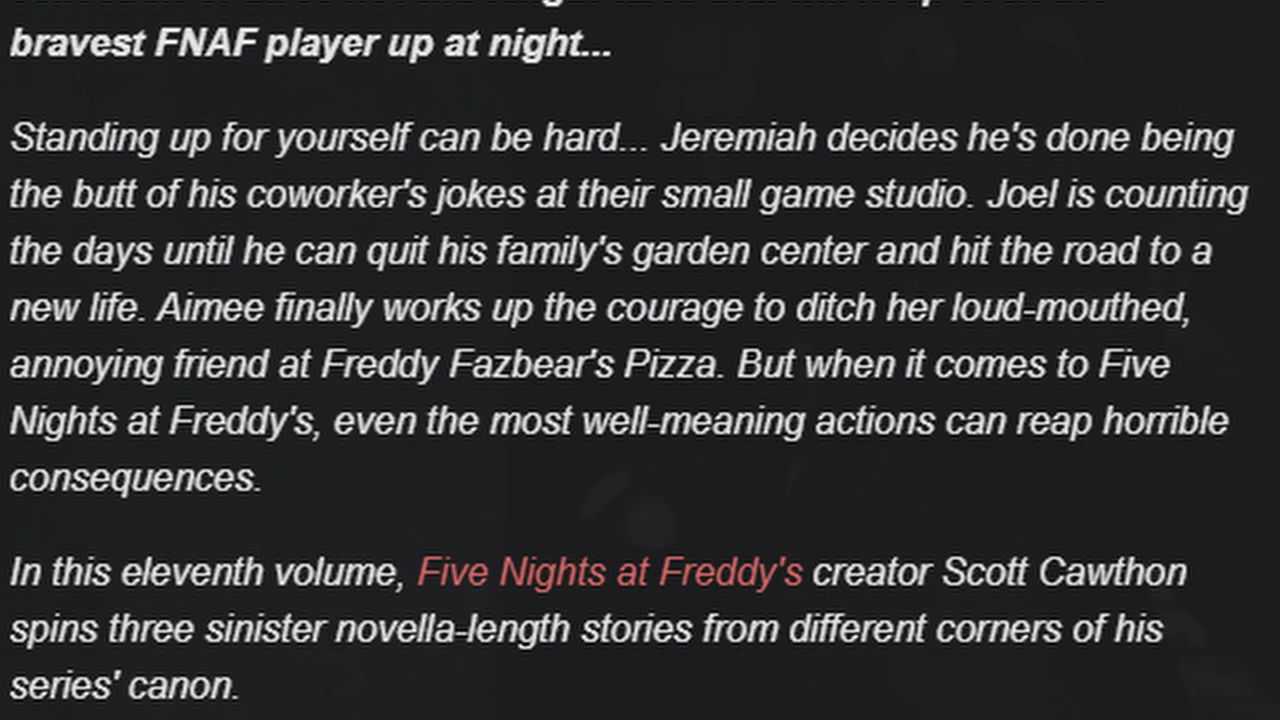 bravest FNAF player up at night...
Standing up for yourself can be hard... Jeremiah decides he's done being
the butt of his coworker's jokes at their small game studio. Joel is counting
the days until he can quit his family's garden center and hit the road to a
new life. Aimee finally works up the courage to ditch her loud-mouthed,
annoying friend at Freddy Fazbear's Pizza. But when it comes to Five
Nights at Freddy's, even the most well-meaning actions can reap horrible
consequences.
In this eleventh volume, Five Nights at Freddy's creator Scott Cawthon
spins three sinister novella-length stories from different corners of his
series' canon.